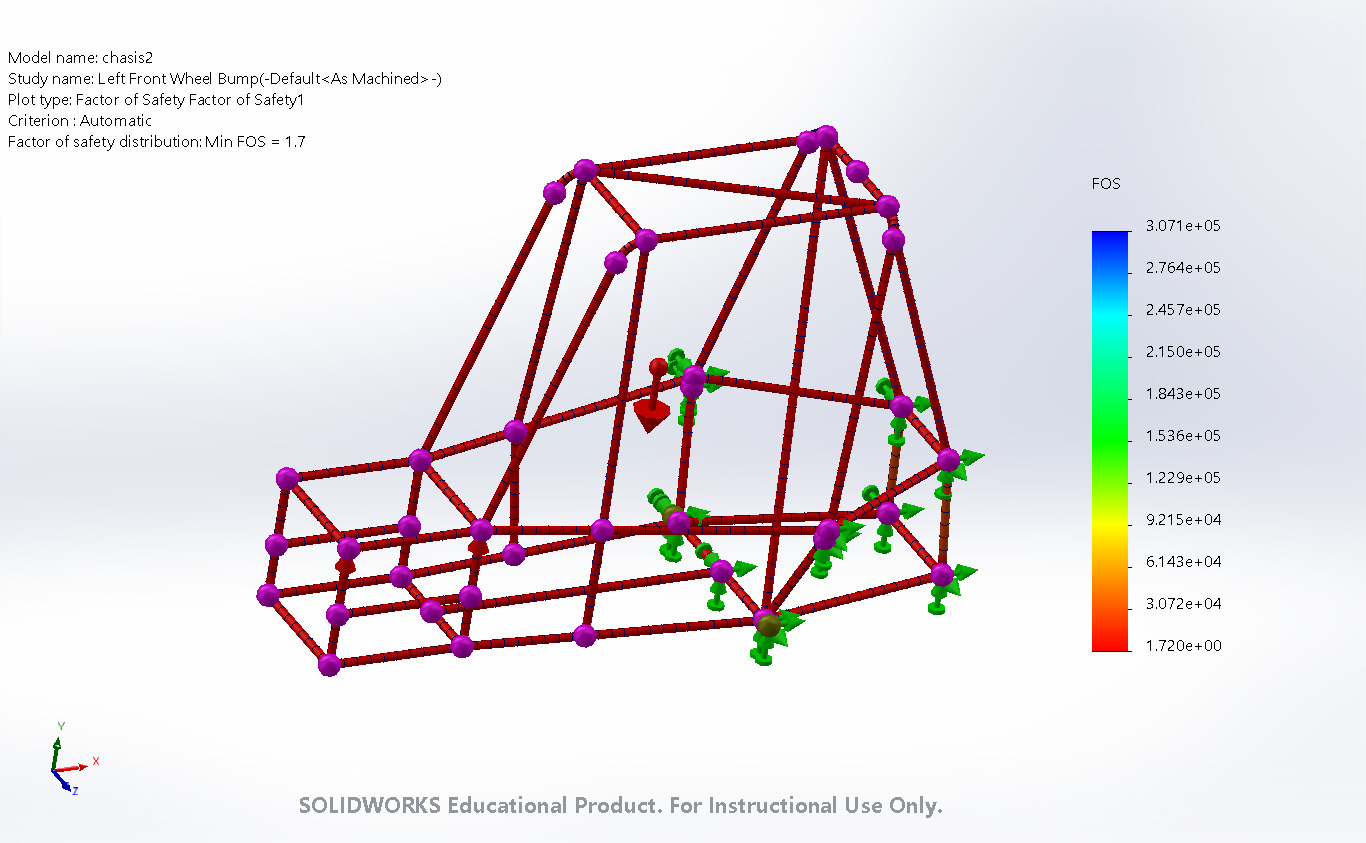 Model name: chasis2
Study name: Left Front Wheel Bump(-Default<As Machined>-)
Plot type: Factor of Safety Factor of Safety1
Criterion : Automatic
Factor of safety distribution: Min FOS = 1.7
FOS
3.071e+05
2.764e+05
2.457e+05
2.150e+05
1.843e+05
1.536e+05
1.229e+05
9.215e+04
6.143e+04
3.072e+04
1.720e+00
Y
X
Z
SOLIDWORKS Educational Product. For Instructional Use Only.